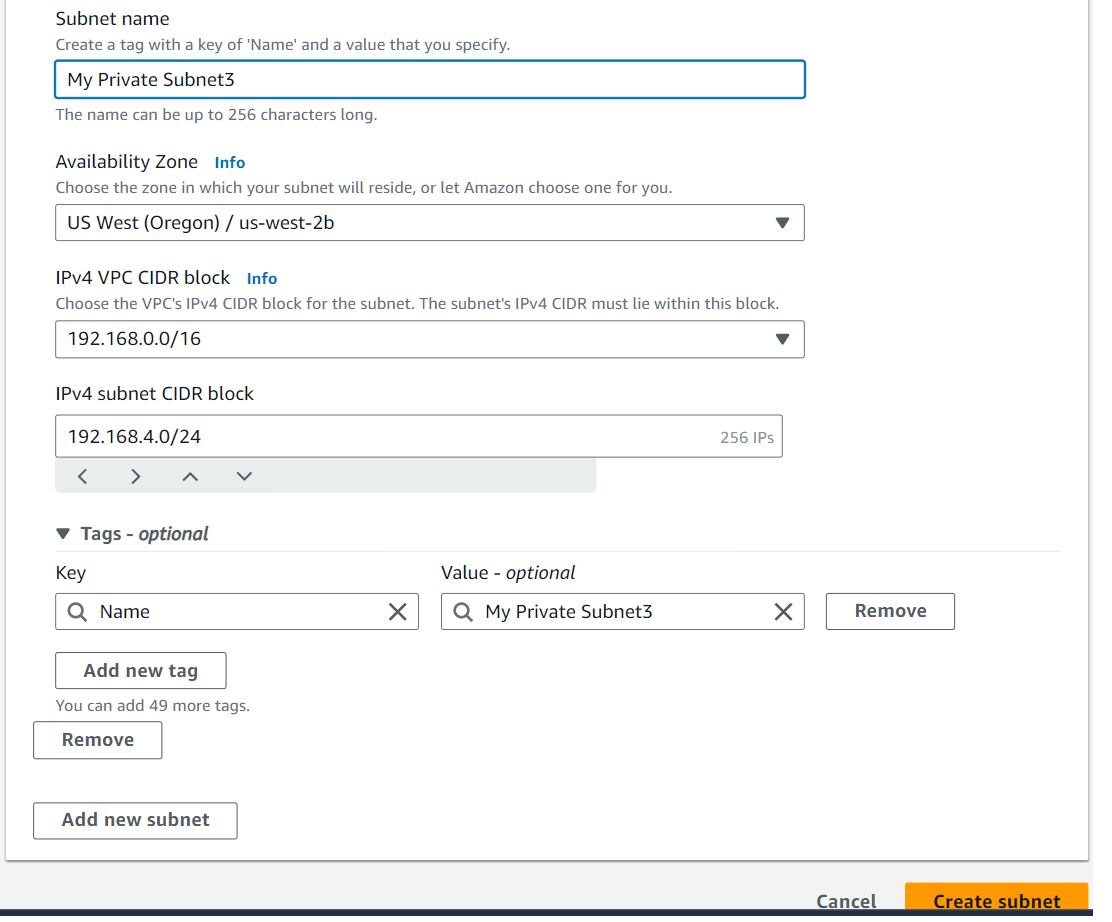 Subnet name
Create a tag with a key of 'Name' and a value that you specify.
My Private Subnet3
The name can be up to 256 characters long.
Availability Zone Info
Choose the zone in which your subnet will reside, or let Amazon choose one for you.
US West (Oregon) / us-west-2b
IPv4 VPC CIDR block Info
Choose the VPC's IPv4 CIDR block for the subnet. The subnet's IPv4 CIDR must lie within this block.
192.168.0.0/16
IPv4 subnet CIDR block
192.168.4.0/24 256 IPs
Tags - optional
Key Value - optional
Name My Private Subnet3 Remove
Add new tag
You can add 49 more tags.
Remove
Add new subnet
Cancel Create subnet